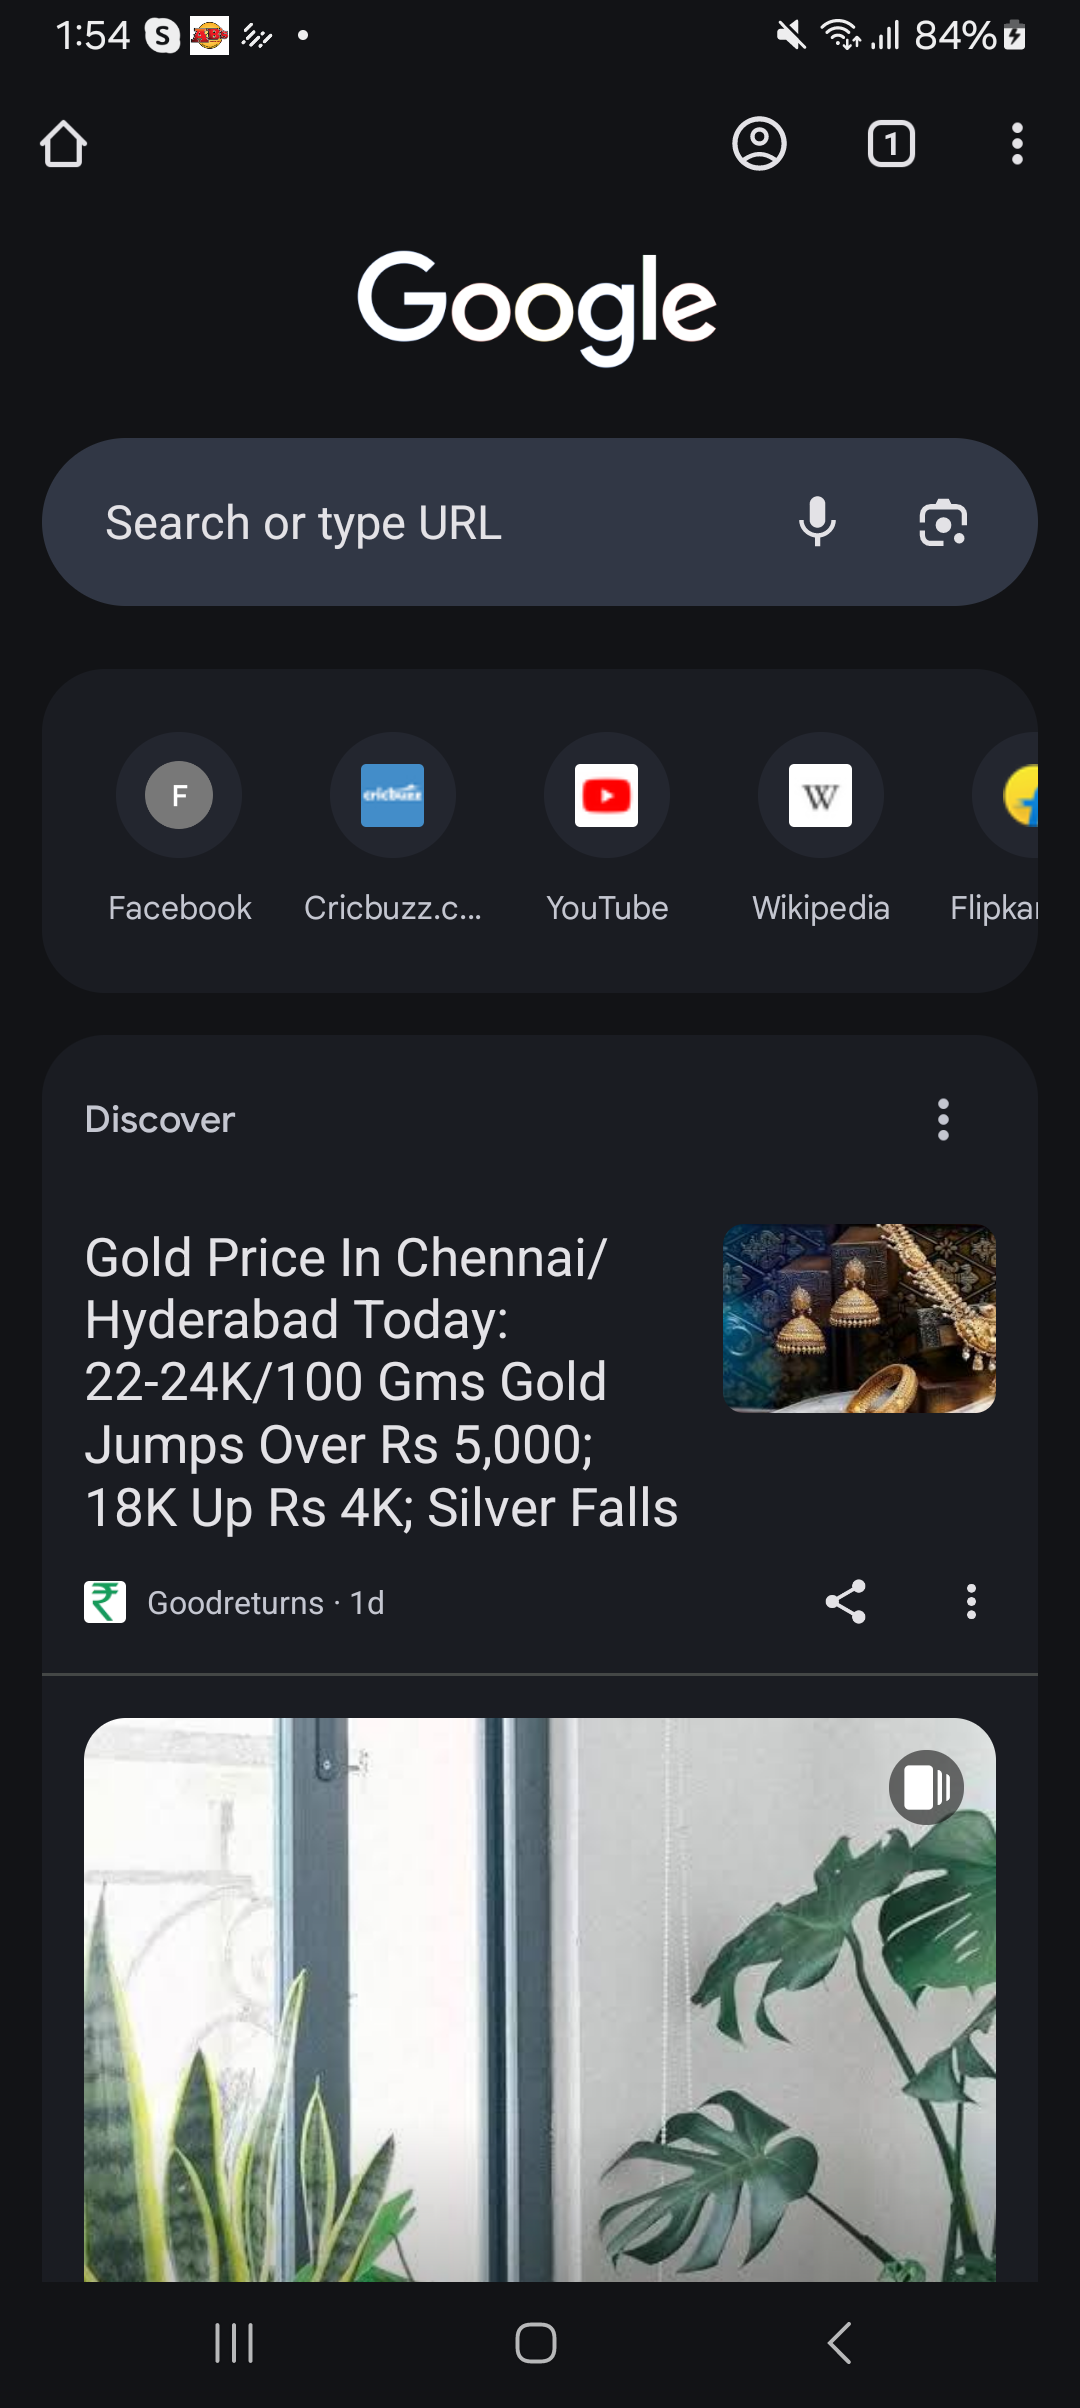 1:54 S 84%
1
Google
Search or type URL
F
cricbuzz
W
Facebook
Cricbuzz.c...
YouTube
Wikipedia
Flipkar
Discover
Gold Price In Chennai/
Hyderabad Today:
22-24K/100 Gms Gold
Jumps Over Rs 5,000;
18K Up Rs 4K; Silver Falls
₹
Goodreturns · 1d